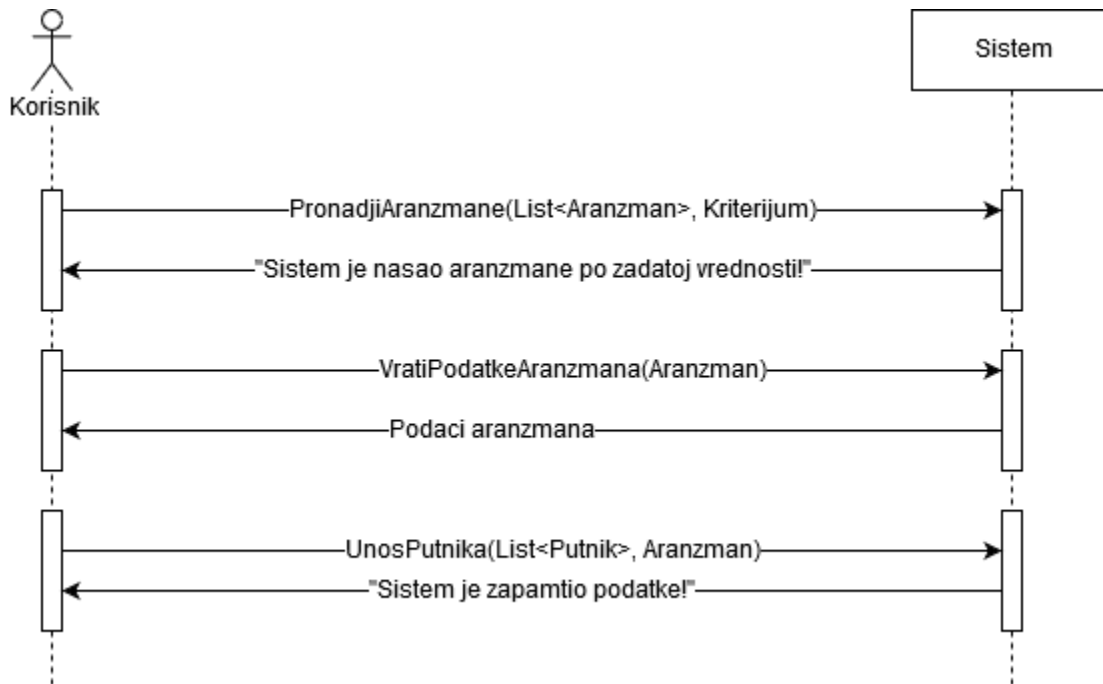 Sistem
Korisnik
PronadjiAranzmane(List<Aranzman>, Kriterijum)
"Sistem je nasao aranzmane po zadatoj vrednosti!"
VratiPodatkeAranzmana(Aranzman)
Podaci aranzmana
UnosPutnika(List<Putnik>, Aranzman)
"Sistem je zapamtio podatke!"